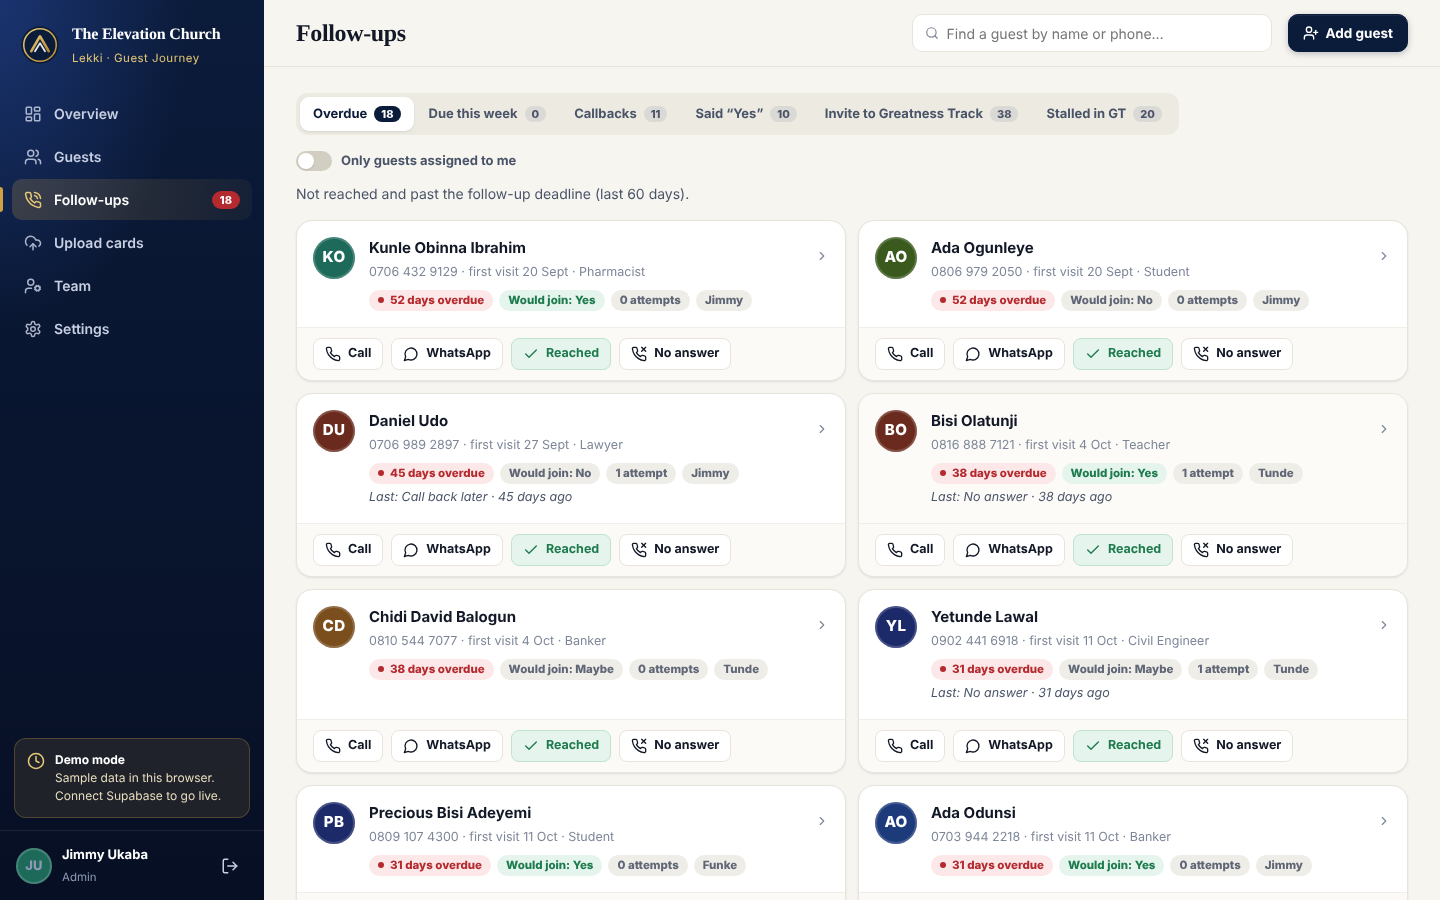 The Elevation Church
Lekki · Guest Journey
Overview
Guests
Follow-ups 18
Upload cards
Team
Settings
Demo mode
Sample data in this browser.
Connect Supabase to go live.
JU
Jimmy Ukaba
Admin
Follow-ups
Find a guest by name or phone...
Add guest
Overdue 18 Due this week 0 Callbacks 11 Said “Yes” 10 Invite to Greatness Track 38 Stalled in GT 20
Only guests assigned to me
Not reached and past the follow-up deadline (last 60 days).
KO
Kunle Obinna Ibrahim
0706 432 9129 · first visit 20 Sept · Pharmacist
52 days overdue Would join: Yes 0 attempts Jimmy
Call WhatsApp Reached No answer
AO
Ada Ogunleye
0806 979 2050 · first visit 20 Sept · Student
52 days overdue Would join: No 0 attempts Jimmy
Call WhatsApp Reached No answer
DU
Daniel Udo
0706 989 2897 · first visit 27 Sept · Lawyer
45 days overdue Would join: No 1 attempt Jimmy
Last: Call back later · 45 days ago
Call WhatsApp Reached No answer
BO
Bisi Olatunji
0816 888 7121 · first visit 4 Oct · Teacher
38 days overdue Would join: Yes 1 attempt Tunde
Last: No answer · 38 days ago
Call WhatsApp Reached No answer
CD
Chidi David Balogun
0810 544 7077 · first visit 4 Oct · Banker
38 days overdue Would join: Maybe 0 attempts Tunde
Call WhatsApp Reached No answer
YL
Yetunde Lawal
0902 441 6918 · first visit 11 Oct · Civil Engineer
31 days overdue Would join: Maybe 1 attempt Tunde
Last: No answer · 31 days ago
Call WhatsApp Reached No answer
PB
Precious Bisi Adeyemi
0809 107 4300 · first visit 11 Oct · Student
31 days overdue Would join: Yes 0 attempts Funke
AO
Ada Odunsi
0703 944 2218 · first visit 11 Oct · Banker
31 days overdue Would join: Yes 0 attempts Jimmy